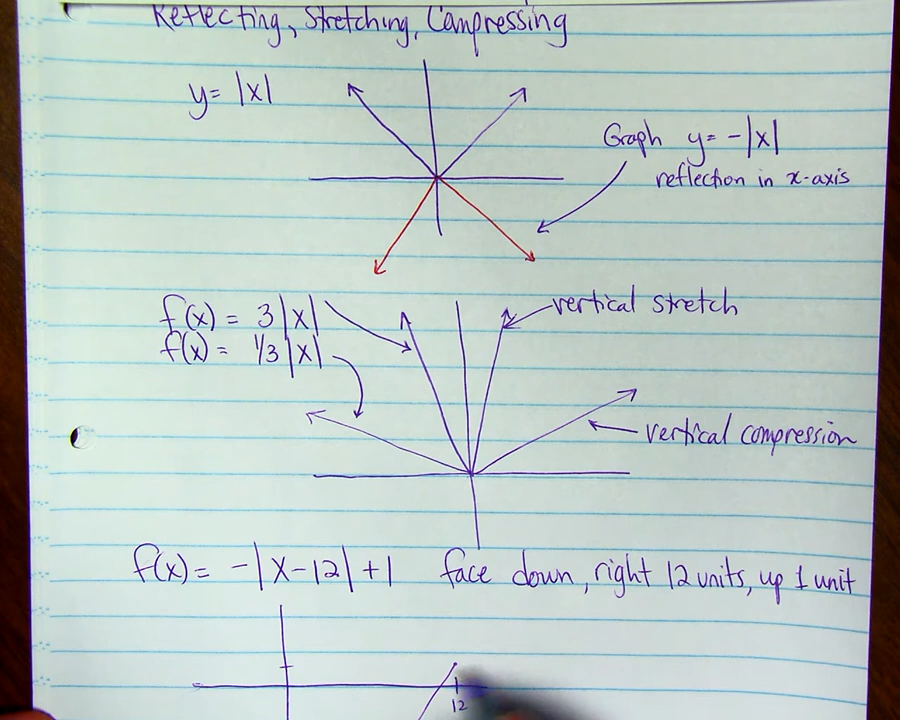 Reflecting, Stretching, Compressing
y= |x|
Graph y= -|x|
reflection in x-axis
f(x) = 3|x|
vertical stretch
f(x) = 1/3 |x|
vertical compression
f(x) = -|x-12|+1 face down, right 12 units, up 1 unit
12